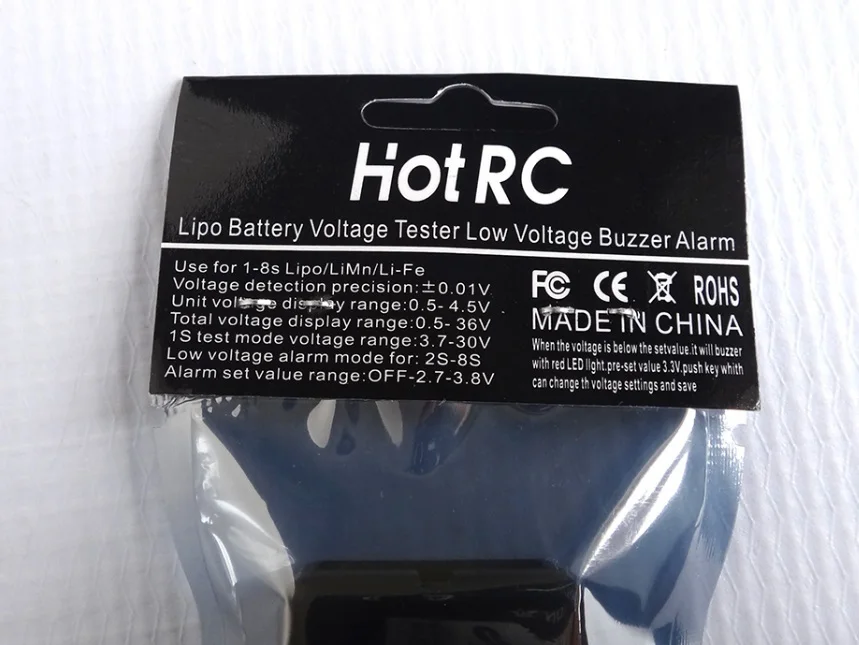 Hot RC
Lipo Battery Voltage Tester Low Voltage Buzzer Alarm
Use for 1-8s Lipo/LiMn/Li-Fe
Voltage detection precision:±0.01V
Unit voltage display range:0.5- 4.5V
Total voltage display range:0.5- 36V
1S test mode voltage range:3.7-30V
Low voltage alarm mode for: 2S-8S
Alarm set value range:OFF-2.7-3.8V
FC CE ROHS
MADE IN CHINA
When the voltage is below the setvalue.it will buzzer
with red LED light.pre-set value 3.3V.push key whith
can change th voltage settings and save